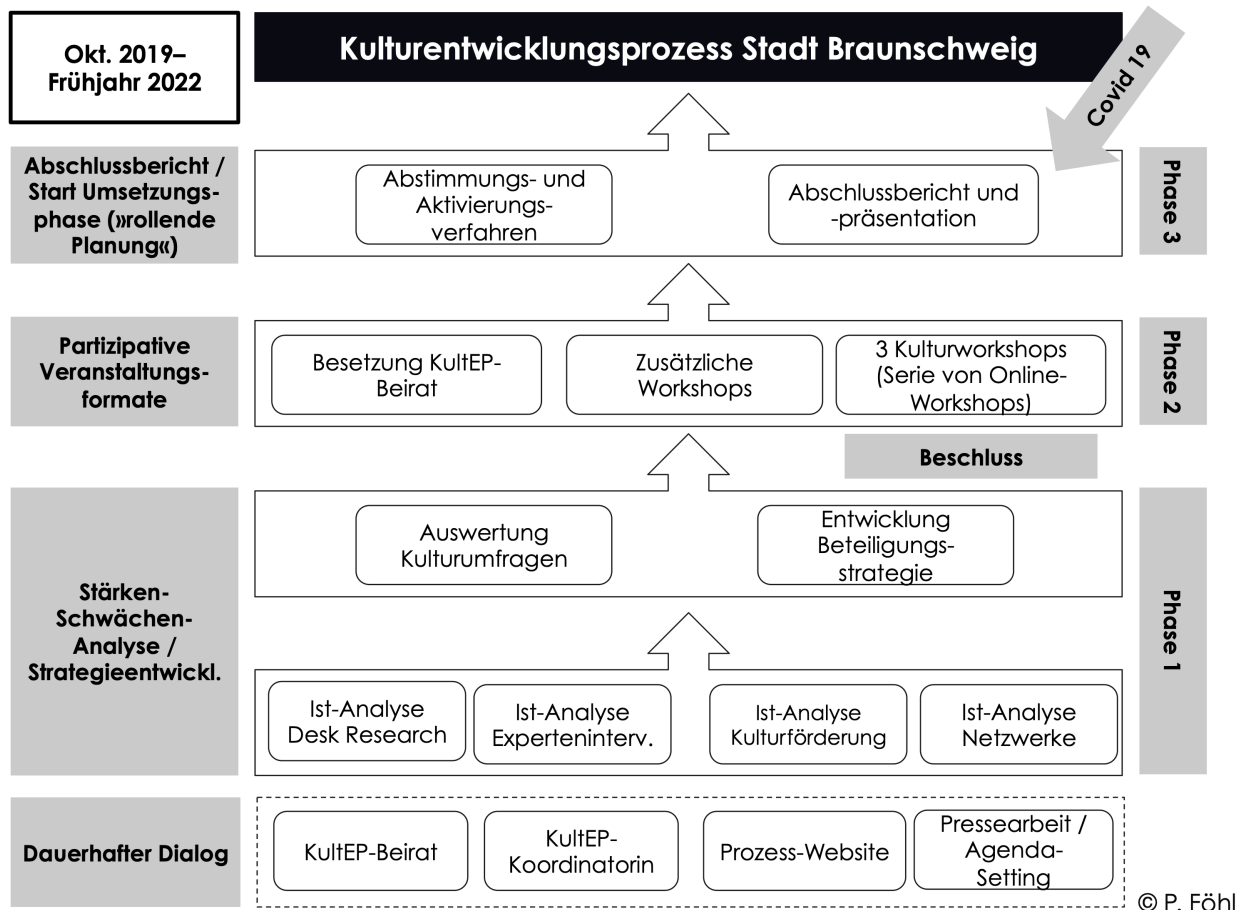 Okt. 2019–
Frühjahr 2022
Kulturentwicklungsprozess Stadt Braunschweig
Covid 19
Abschlussbericht /
Start Umsetzungs-
phase (»rollende
Planung«)
Abstimmungs- und
Aktivierungs-
verfahren
Abschlussbericht und
-präsentation
Phase 3
Partizipative
Veranstaltungs-
formate
Besetzung KultEP-
Beirat
Zusätzliche
Workshops
3 Kulturworkshops
(Serie von Online-
Workshops)
Phase 2
Beschluss
Stärken-
Schwächen-
Analyse /
Strategieentwickl.
Auswertung
Kulturumfragen
Entwicklung
Beteiligungs-
strategie
Phase 1
Ist-Analyse
Desk Research
Ist-Analyse
Experteninterv.
Ist-Analyse
Kulturförderung
Ist-Analyse
Netzwerke
Dauerhafter Dialog
KultEP-Beirat
KultEP-
Koordinatorin
Prozess-Website
Pressearbeit /
Agenda-
Setting
© P. Föhl